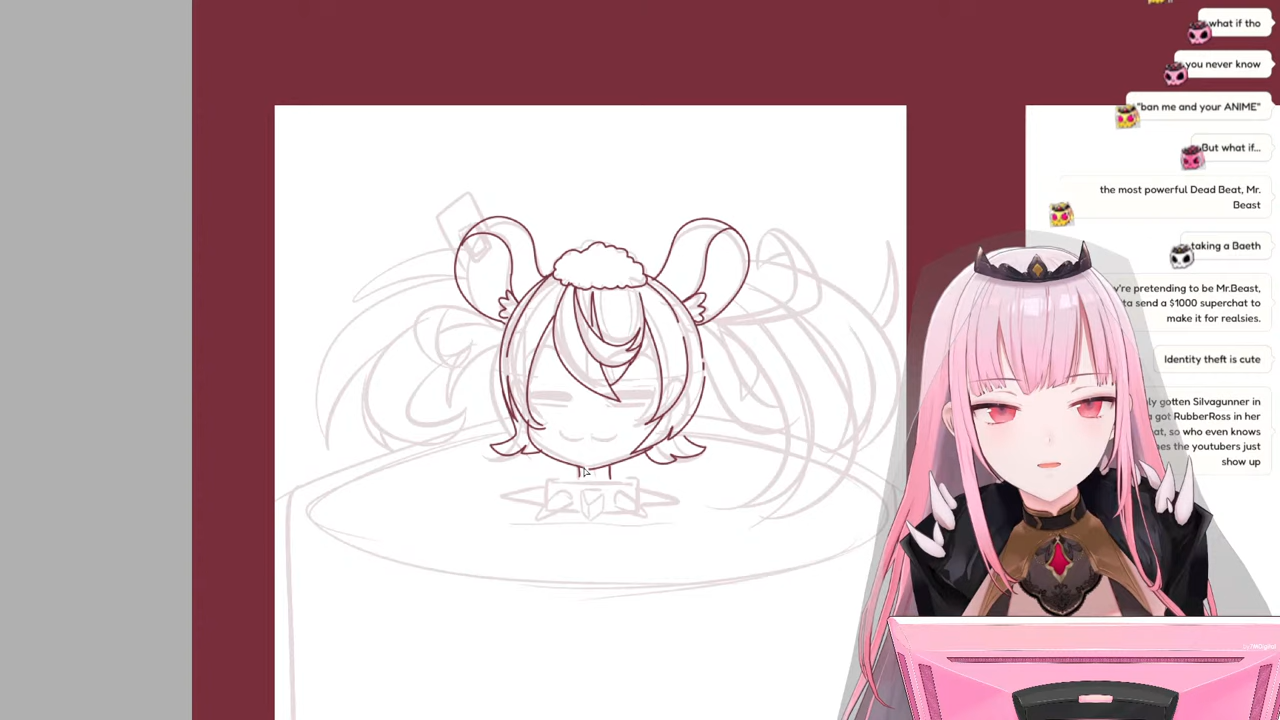 what if tho
you never know
"ban me and your ANIME"
But what if...
the most powerful Dead Beat, Mr.
Beast
taking a Baeth
're pretending to be Mr.Beast,
ta send a $1000 superchat to
make it for realsies.
Identity theft is cute
gotten Silvagunner in
got RubberRoss in her
at, so who even knows
the youtubers just
show up